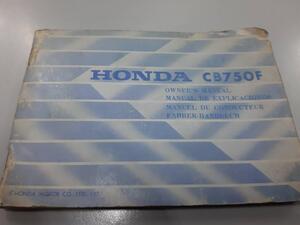 HONDA CB750F
OWNER'S MANUAL
MANUAL DE EXPLICACIONES
MANUEL DU CONDUCTEUR
FAHRER-HANDBUCH
HONDA MOTOR CO., LTD.